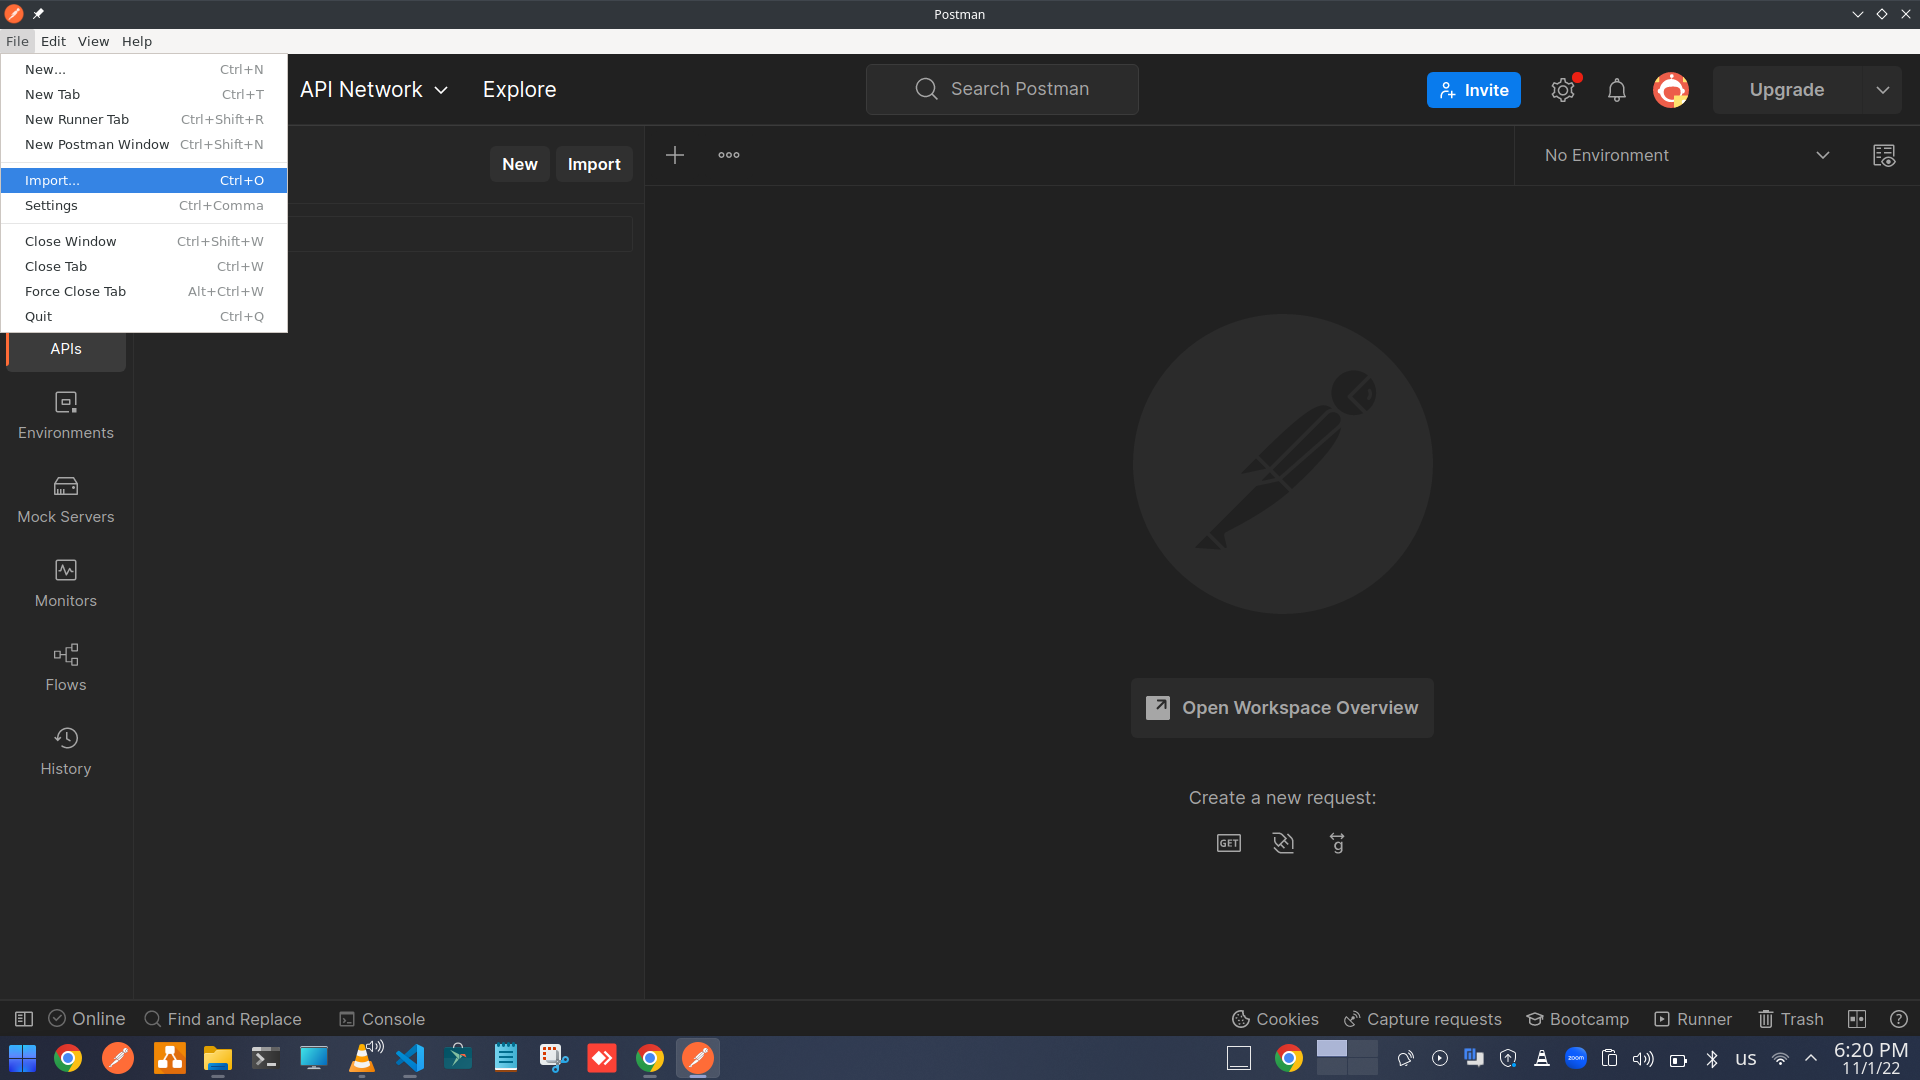 Postman
File Edit View Help
New... Ctrl+N
New Tab Ctrl+T
New Runner Tab Ctrl+Shift+R
New Postman Window Ctrl+Shift+N
Import... Ctrl+O
Settings Ctrl+Comma
Close Window Ctrl+Shift+W
Close Tab Ctrl+W
Force Close Tab Alt+Ctrl+W
Quit Ctrl+Q
API Network Explore Search Postman Invite Upgrade
New Import No Environment
APIs
Environments
Mock Servers
Monitors
Flows
History
Open Workspace Overview
Create a new request:
GET g
Online Find and Replace Console Cookies Capture requests Bootcamp Runner Trash
zoom us 6:20 PM
11/1/22